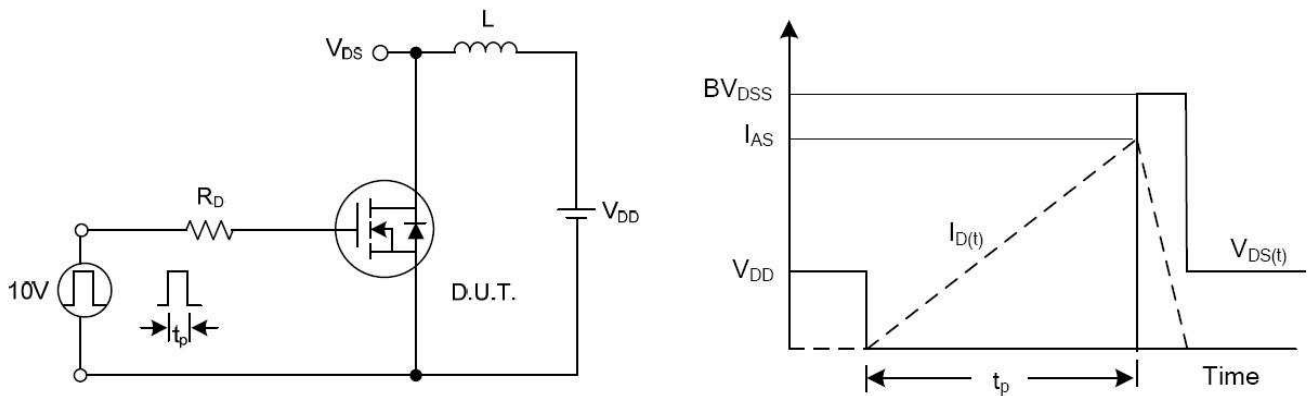 L
V_DS
R_D
V_DD
10V
t_p
D.U.T.
BV_DSS
I_AS
I_D(t)
V_DD
V_DS(t)
t_p
Time